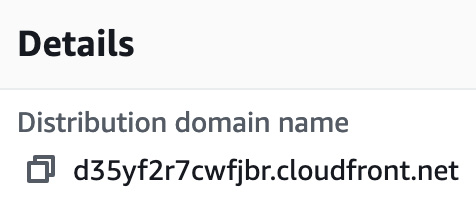 Details
Distribution domain name
d35yf2r7cwfjbr.cloudfront.net